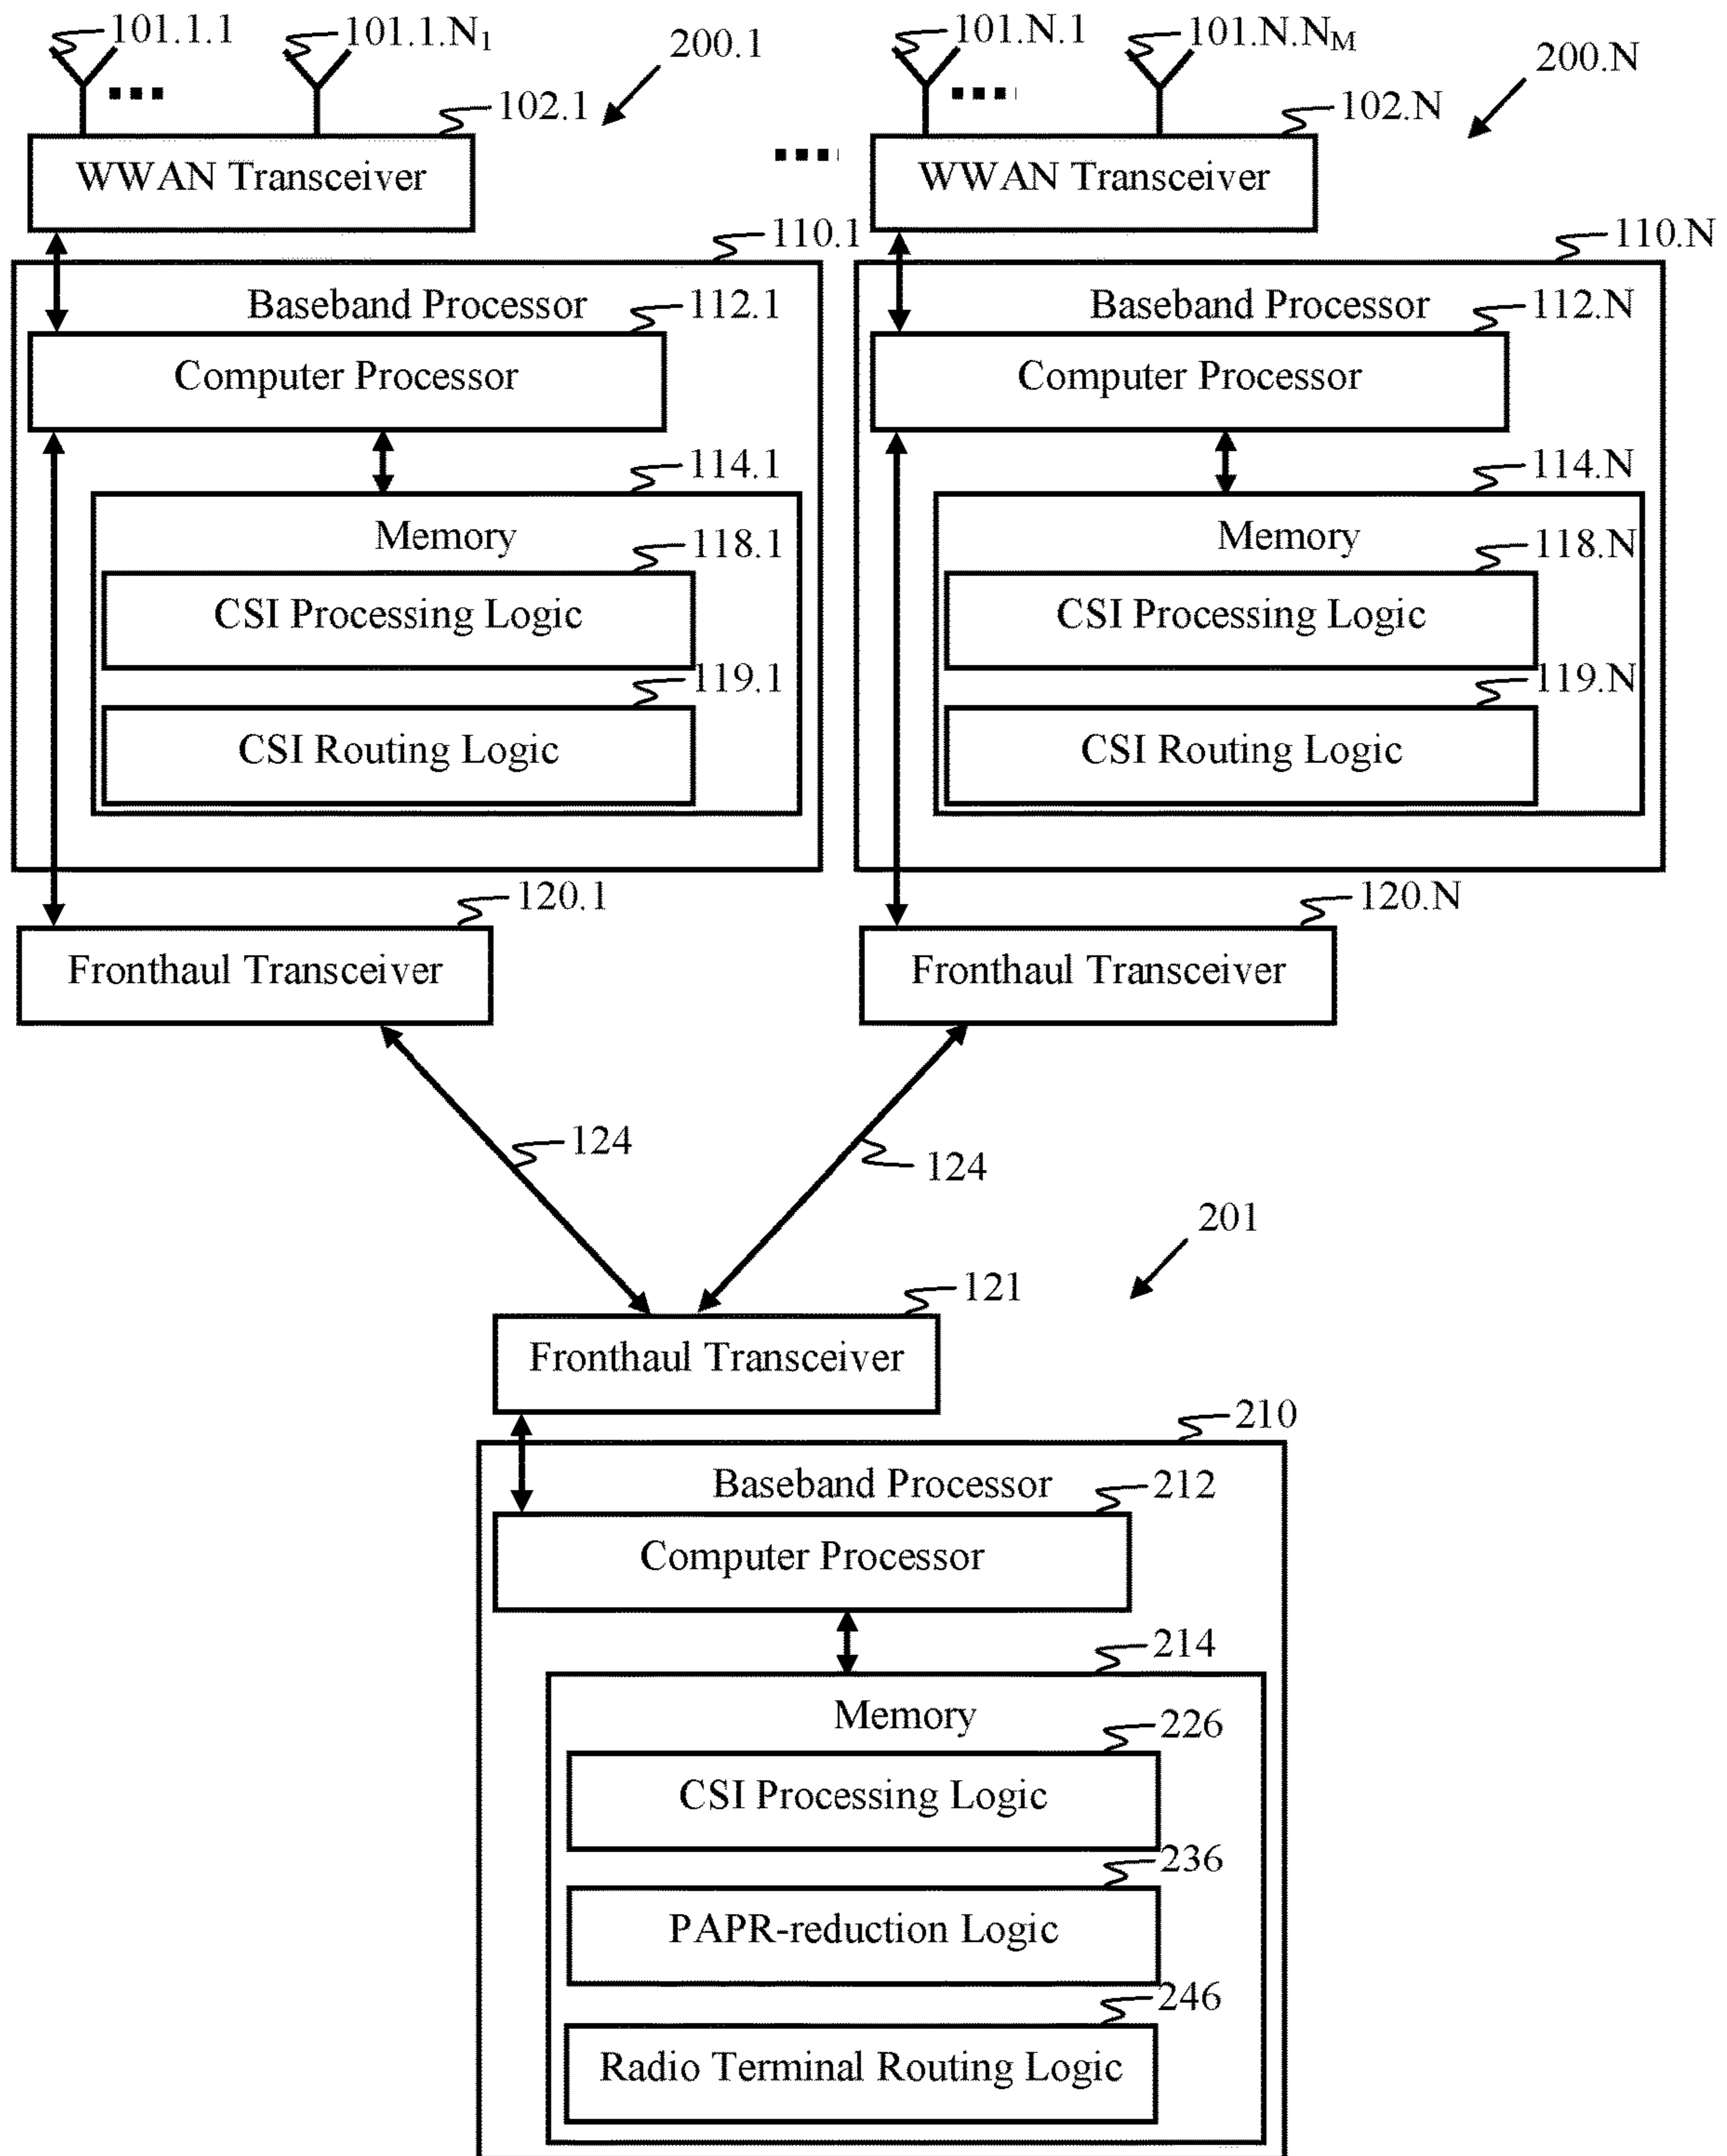 101.1.1 101.1.N1 200.1 101.N.1 101.N.NM 200.N
102.1 102.N
WWAN Transceiver WWAN Transceiver
110.1 110.N
Baseband Processor 112.1 Baseband Processor 112.N
Computer Processor Computer Processor
114.1 114.N
Memory 118.1 Memory 118.N
CSI Processing Logic CSI Processing Logic
119.1 119.N
CSI Routing Logic CSI Routing Logic
120.1 120.N
Fronthaul Transceiver Fronthaul Transceiver
124 124
201
121
Fronthaul Transceiver
210
Baseband Processor 212
Computer Processor
214
Memory 226
CSI Processing Logic
236
PAPR-reduction Logic
246
Radio Terminal Routing Logic